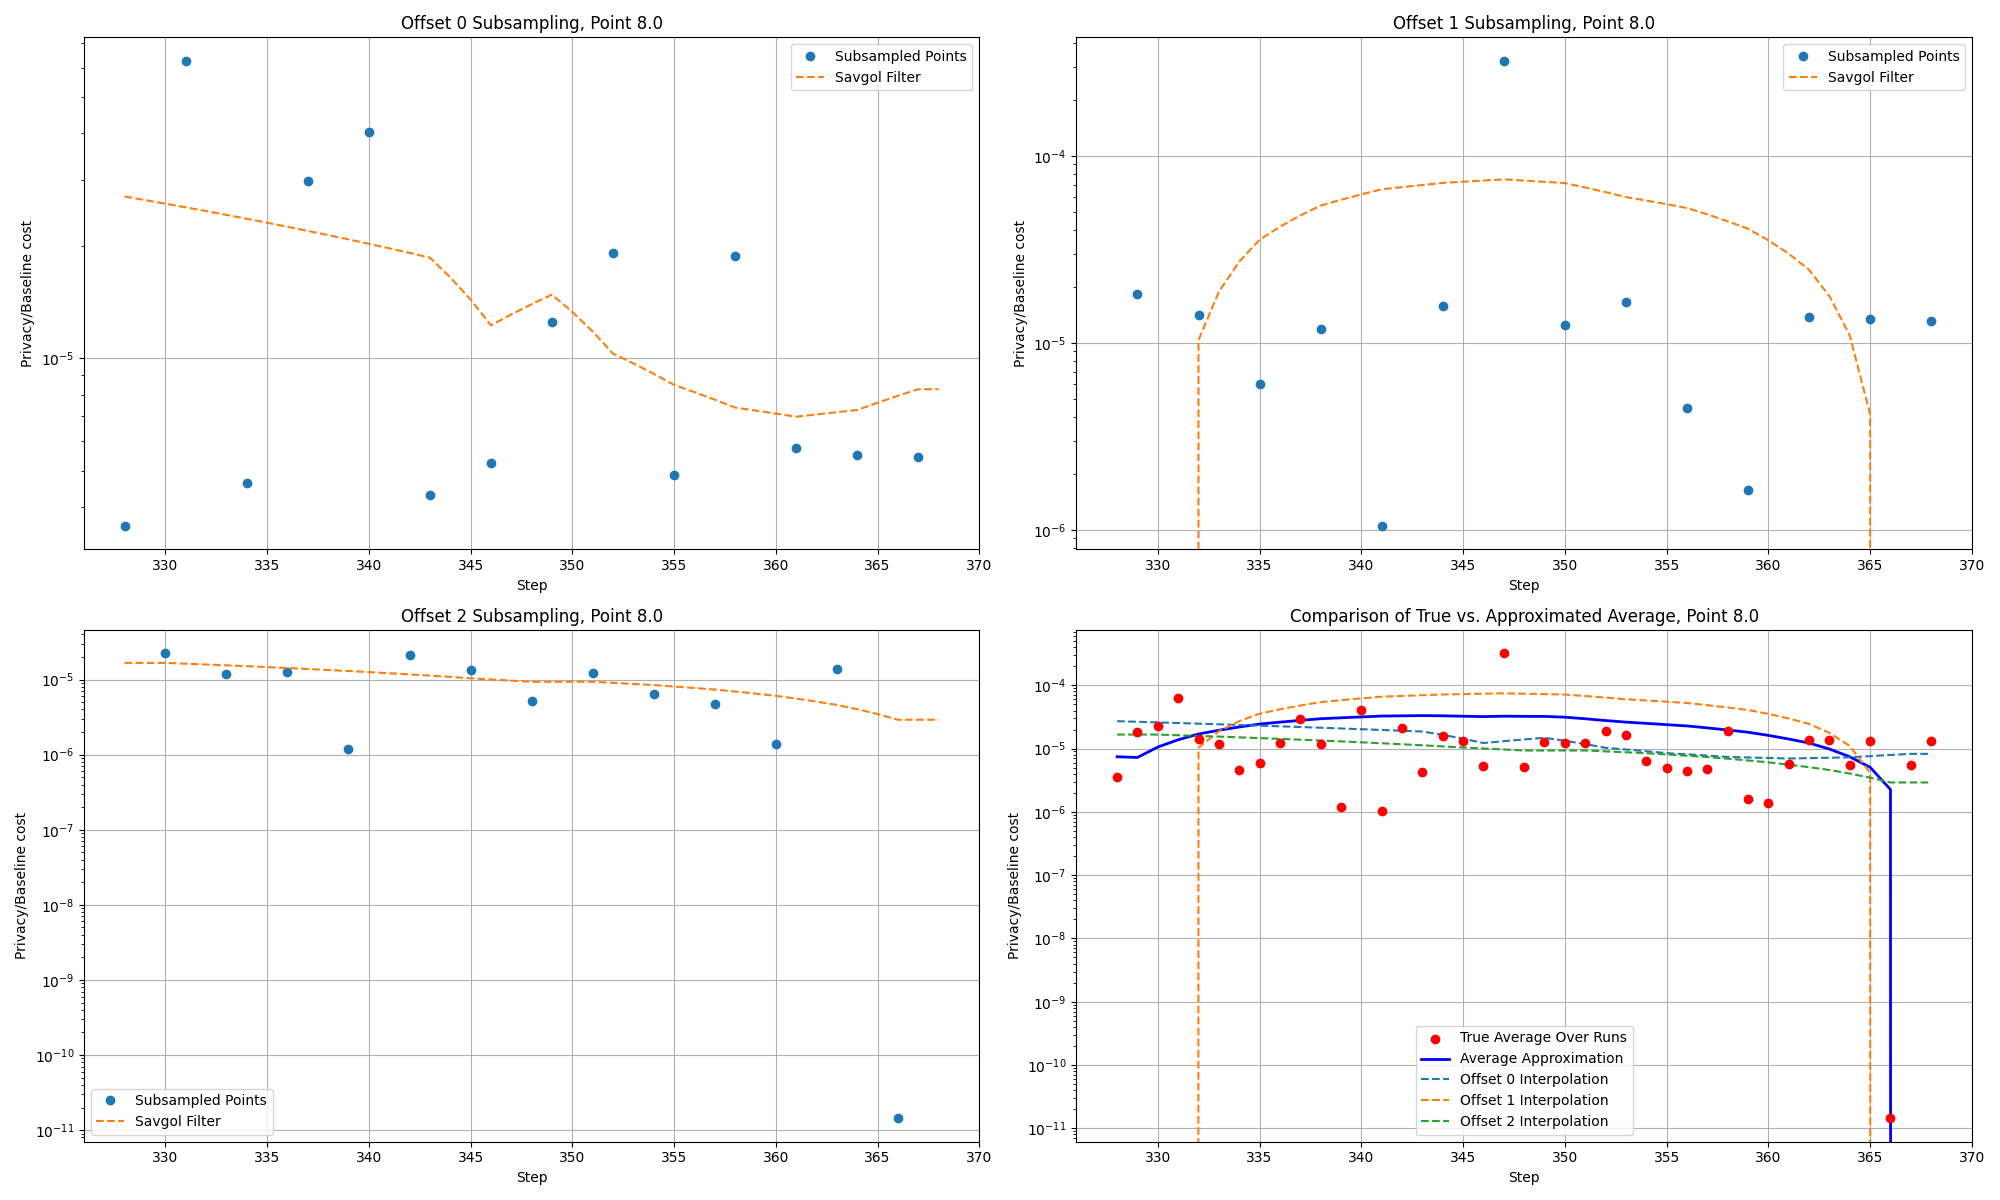 Offset 0 Subsampling, Point 8.0
Privacy/Baseline cost
10⁻⁵
Subsampled Points
Savgol Filter
330 335 340 345 350 355 360 365 370
Step
Offset 1 Subsampling, Point 8.0
Privacy/Baseline cost
10⁻⁴
10⁻⁵
10⁻⁶
Subsampled Points
Savgol Filter
330 335 340 345 350 355 360 365 370
Step
Offset 2 Subsampling, Point 8.0
Privacy/Baseline cost
10⁻⁵
10⁻⁶
10⁻⁷
10⁻⁸
10⁻⁹
10⁻¹⁰
10⁻¹¹
Subsampled Points
Savgol Filter
330 335 340 345 350 355 360 365 370
Step
Comparison of True vs. Approximated Average, Point 8.0
Privacy/Baseline cost
10⁻⁴
10⁻⁵
10⁻⁶
10⁻⁷
10⁻⁸
10⁻⁹
10⁻¹⁰
10⁻¹¹
True Average Over Runs
Average Approximation
Offset 0 Interpolation
Offset 1 Interpolation
Offset 2 Interpolation
330 335 340 345 350 355 360 365 370
Step